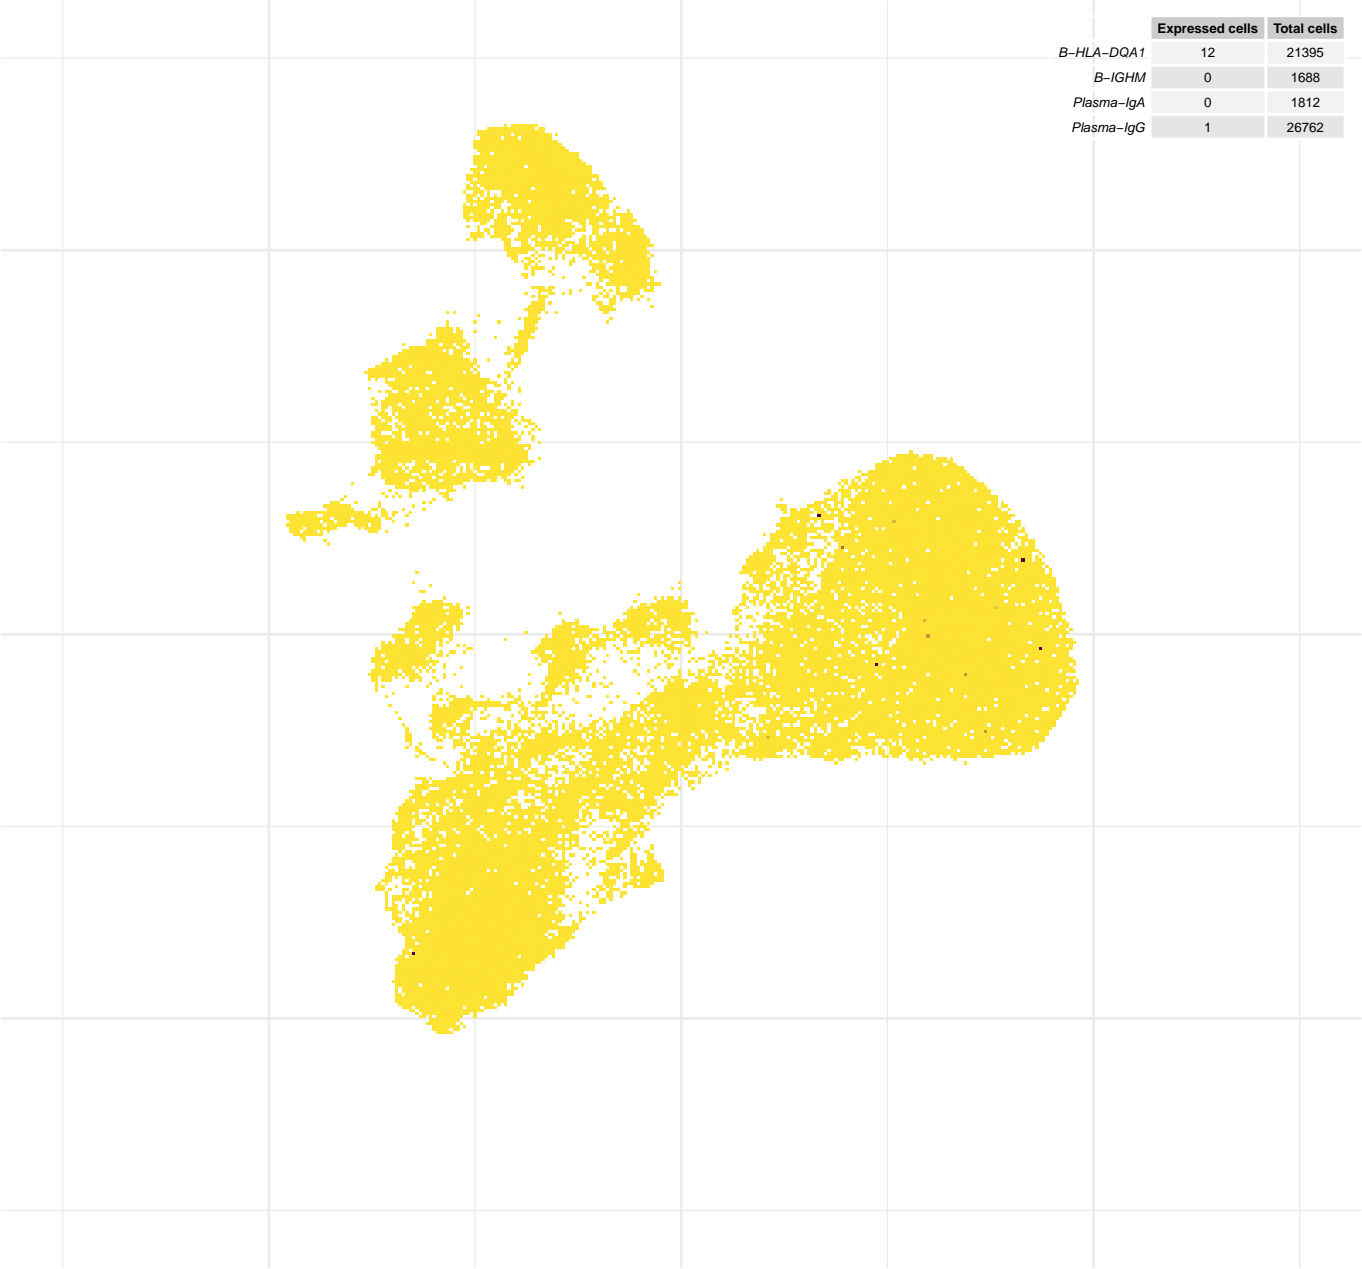 Expressed cells Total cells
B−HLA−DQA1 12 21395
B−IGHM 0 1688
Plasma−IgA 0 1812
Plasma−IgG 1 26762